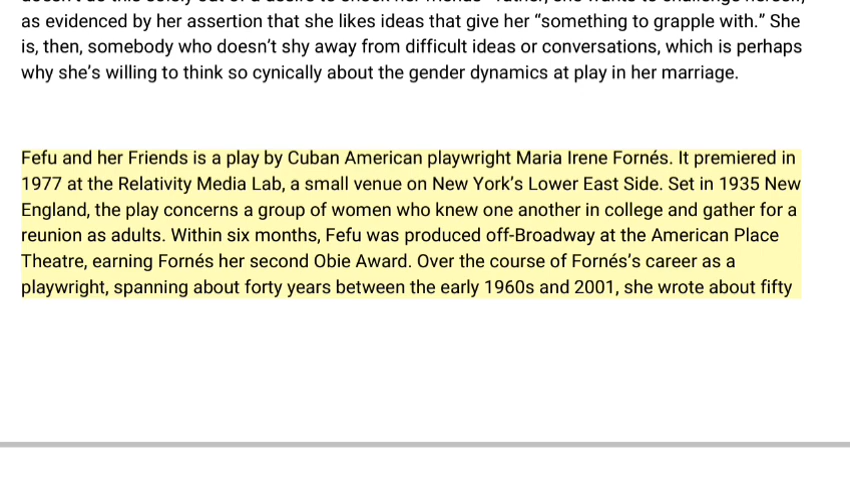 as evidenced by her assertion that she likes ideas that give her “something to grapple with.” She
is, then, somebody who doesn’t shy away from difficult ideas or conversations, which is perhaps
why she’s willing to think so cynically about the gender dynamics at play in her marriage.
Fefu and her Friends is a play by Cuban American playwright Maria Irene Fornés. It premiered in
1977 at the Relativity Media Lab, a small venue on New York’s Lower East Side. Set in 1935 New
England, the play concerns a group of women who knew one another in college and gather for a
reunion as adults. Within six months, Fefu was produced off-Broadway at the American Place
Theatre, earning Fornés her second Obie Award. Over the course of Fornés’s career as a
playwright, spanning about forty years between the early 1960s and 2001, she wrote about fifty